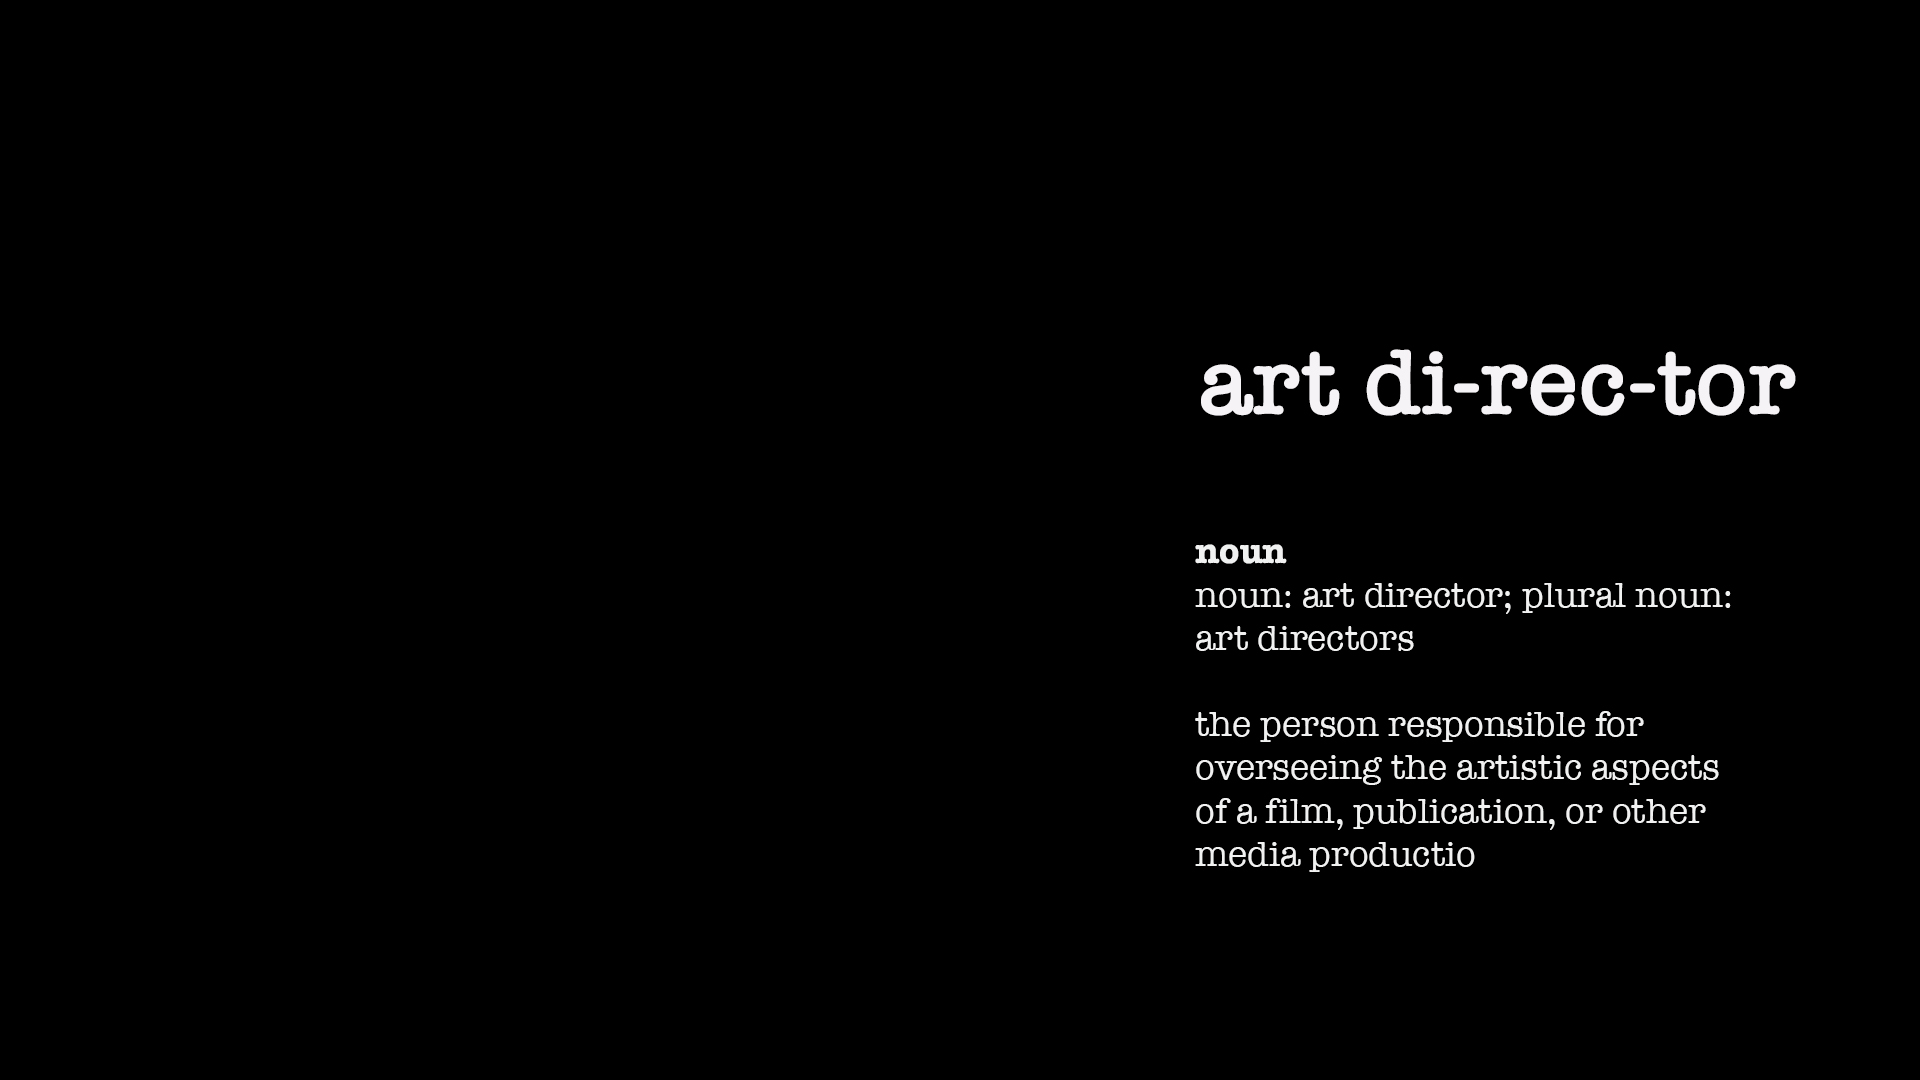 art di-rec-tor
noun
noun: art director; plural noun:
art directors
the person responsible for
overseeing the artistic aspects
of a film, publication, or other
media productio